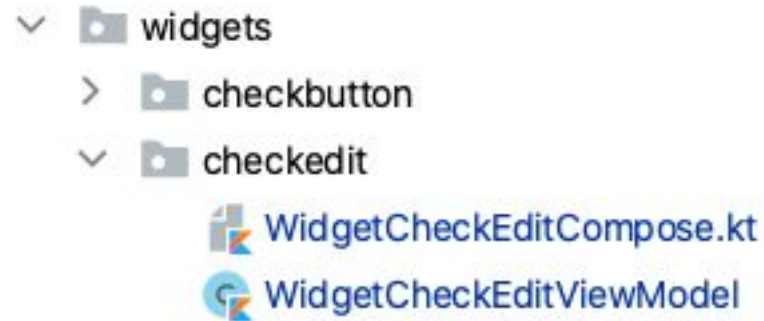 widgets
checkbutton
checkedit
WidgetCheckEditCompose.kt
WidgetCheckEditViewModel